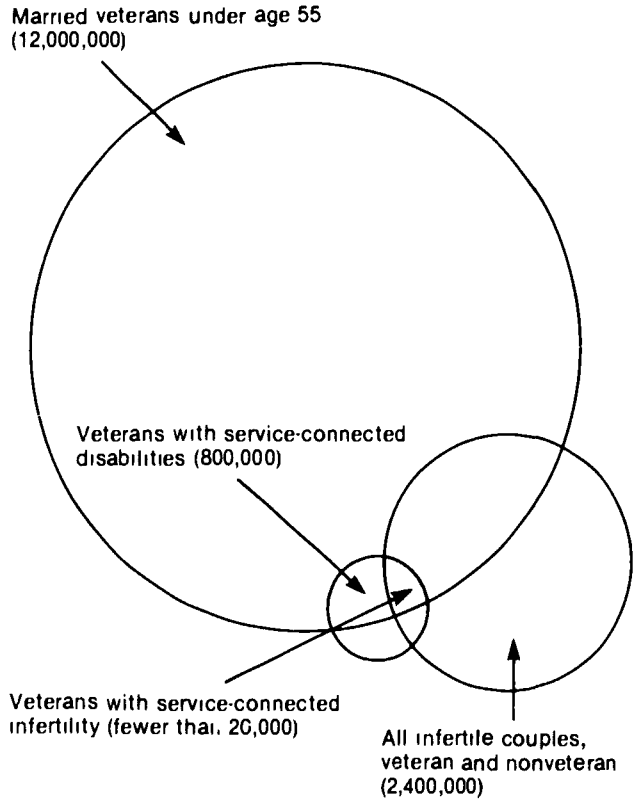 Married veterans under age 55
(12,000,000)
Veterans with service-connected
disabilities (800,000)
Veterans with service-connected
infertility (fewer than 20,000)
All infertile couples,
veteran and nonveteran
(2,400,000)